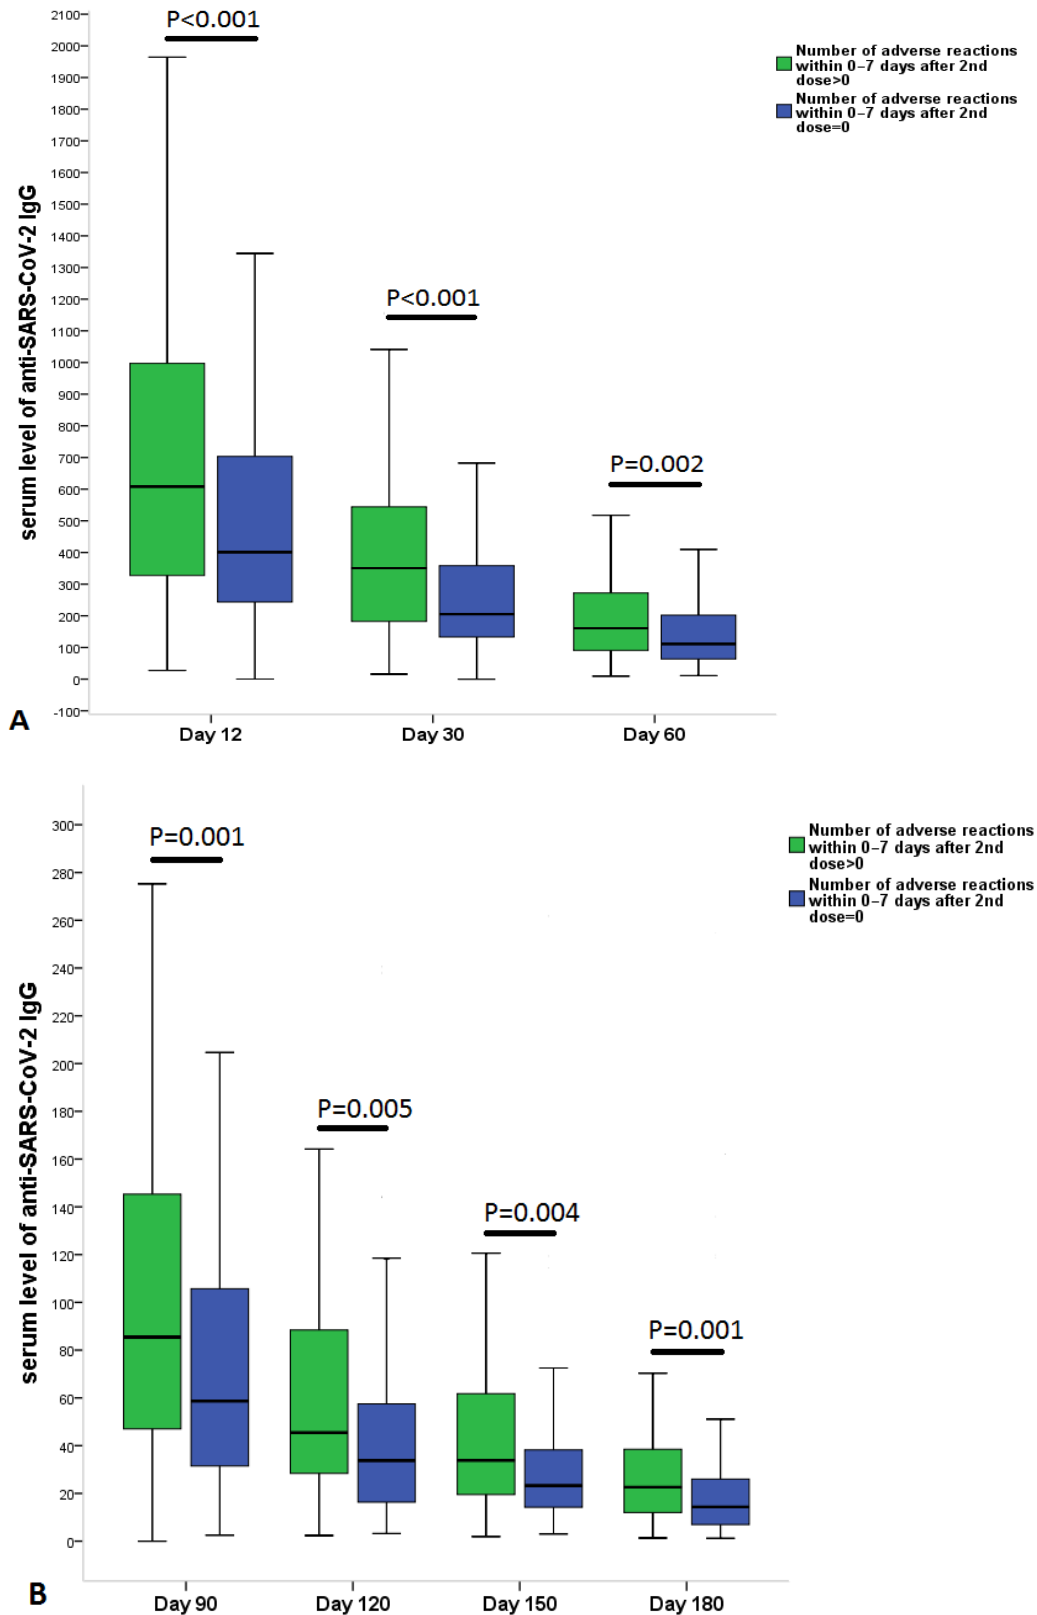 P<0.001
2100
2000
1900
1800
1700
1600
1500
1400
1300
1200
1100
1000
900
800
700
600
500
400
300
200
100
0
-100
serum level of anti-SARS-CoV-2 IgG
P<0.001
P=0.002
Number of adverse reactions
within 0–7 days after 2nd
dose>0
Number of adverse reactions
within 0–7 days after 2nd
dose=0
A
Day 12
Day 30
Day 60
300
280
260
240
220
200
180
160
140
120
100
80
60
40
20
0
serum level of anti-SARS-CoV-2 IgG
P=0.001
P=0.005
P=0.004
P=0.001
Number of adverse reactions
within 0–7 days after 2nd
dose>0
Number of adverse reactions
within 0–7 days after 2nd
dose=0
B
Day 90
Day 120
Day 150
Day 180